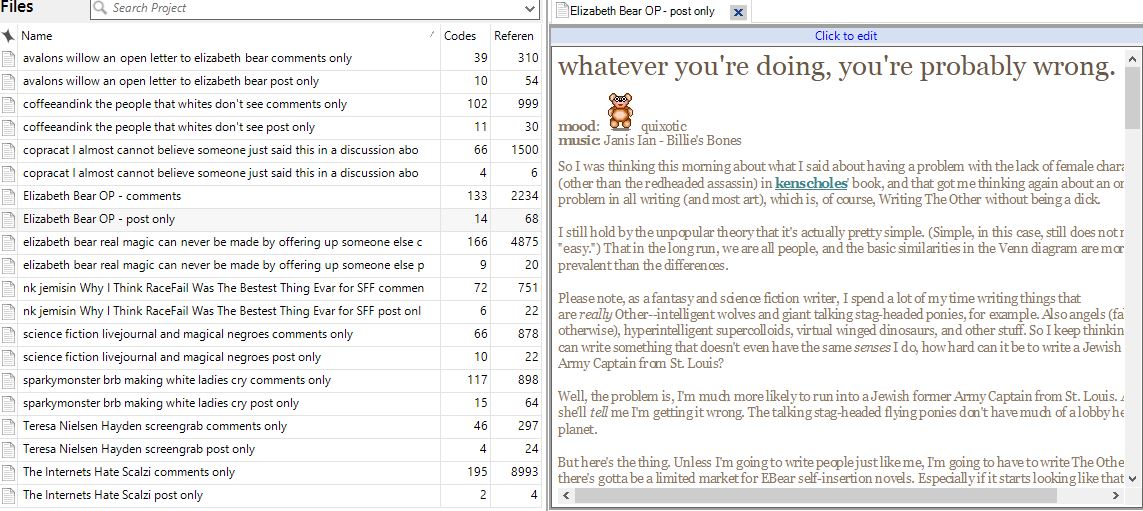 Files
Search Project
Name Codes Referen
avalons willow an open letter to elizabeth bear comments only 39 310
avalons willow an open letter to elizabeth bear post only 10 54
coffeeandink the people that whites don't see comments only 102 999
coffeeandink the people that whites don't see post only 11 30
copracat I almost cannot believe someone just said this in a discussion abo 66 1500
copracat I almost cannot believe someone just said this in a discussion abo 4 6
Elizabeth Bear OP - comments 133 2234
Elizabeth Bear OP - post only 14 68
elizabeth bear real magic can never be made by offering up someone else c 166 4875
elizabeth bear real magic can never be made by offering up someone else p 9 20
nk jemisin Why I Think RaceFail Was The Bestest Thing Evar for SFF commen 72 751
nk jemisin Why I Think RaceFail Was The Bestest Thing Evar for SFF post onl 6 22
science fiction livejournal and magical negroes comments only 66 878
science fiction livejournal and magical negroes post only 10 22
sparkymonster brb making white ladies cry comments only 117 898
sparkymonster brb making white ladies cry post only 15 64
Teresa Nielsen Hayden screengrab comments only 46 297
Teresa Nielsen Hayden screengrab post only 4 24
The Internets Hate Scalzi comments only 195 8993
The Internets Hate Scalzi post only 2 4
Elizabeth Bear OP - post only
Click to edit
whatever you're doing, you're probably wrong.
mood: quixotic
music: Janis Ian - Billie's Bones
So I was thinking this morning about what I said about having a problem with the lack of female chara
(other than the redheaded assassin) in kenscholes' book, and that got me thinking again about an on
problem in all writing (and most art), which is, of course, Writing The Other without being a dick.
I still hold by the unpopular theory that it's actually pretty simple. (Simple, in this case, still does not
"easy.") That in the long run, we are all people, and the basic similarities in the Venn diagram are mor
prevalent than the differences.
Please note, as a fantasy and science fiction writer, I spend a lot of my time writing things that
are really Other--intelligent wolves and giant talking stag-headed ponies, for example. Also angels (fa
otherwise), hyperintelligent supercolloids, virtual winged dinosaurs, and other stuff. So I keep thinkin
can write something that doesn't even have the same senses I do, how hard can it be to write a Jewish
Army Captain from St. Louis?
Well, the problem is, I'm much more likely to run into a Jewish former Army Captain from St. Louis.
she'll tell me I'm getting it wrong. The talking stag-headed flying ponies don't have much of a lobby he
planet.
But here's the thing. Unless I'm going to write people just like me, I'm going to have to write The Othe
there's gotta be a limited market for EBear self-insertion novels. Especially if it starts looking like that